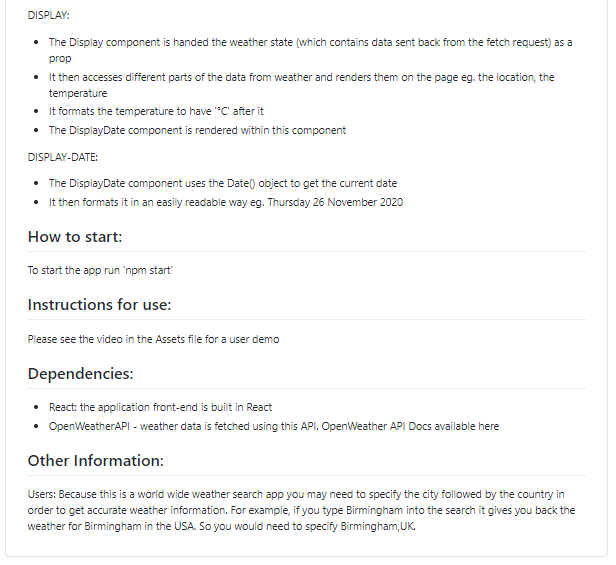 DISPLAY:
• The Display component is handed the weather state (which contains data sent back from the fetch request) as a
prop
• It then accesses different parts of the data from weather and renders them on the page eg. the location, the
temperature
• It formats the temperature to have '°C' after it
• The DisplayDate component is rendered within this component
DISPLAY-DATE:
• The DisplayDate component uses the Date() object to get the current date
• It then formats it in an easily readable way eg. Thursday 26 November 2020
How to start:
To start the app run 'npm start'
Instructions for use:
Please see the video in the Assets file for a user demo
Dependencies:
• React: the application front-end is built in React
• OpenWeatherAPI - weather data is fetched using this API. OpenWeather API Docs available here
Other Information:
Users: Because this is a world wide weather search app you may need to specify the city followed by the country in
order to get accurate weather information. For example, if you type Birmingham into the search it gives you back the
weather for Birmingham in the USA. So you would need to specify Birmingham,UK.